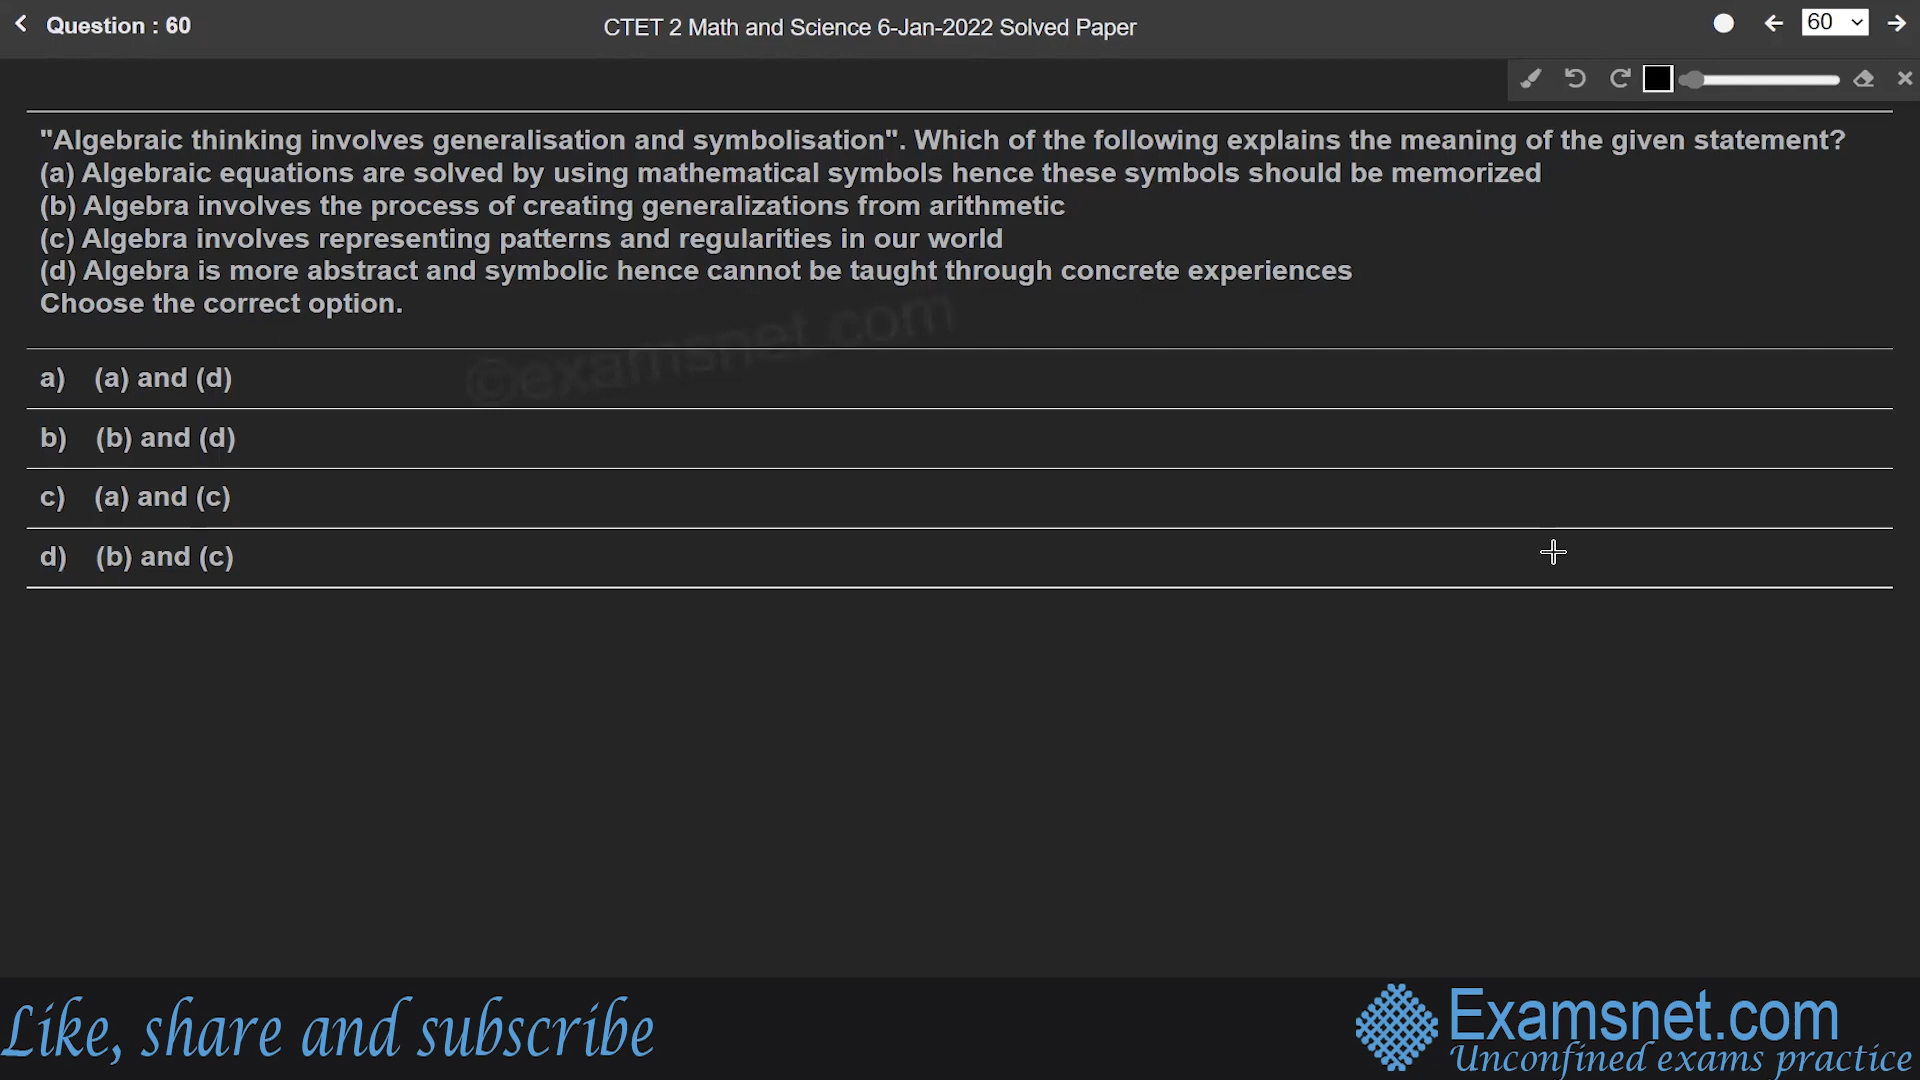 Question : 60
CTET 2 Math and Science 6-Jan-2022 Solved Paper
60
"Algebraic thinking involves generalisation and symbolisation". Which of the following explains the meaning of the given statement?
(a) Algebraic equations are solved by using mathematical symbols hence these symbols should be memorized
(b) Algebra involves the process of creating generalizations from arithmetic
(c) Algebra involves representing patterns and regularities in our world
(d) Algebra is more abstract and symbolic hence cannot be taught through concrete experiences
Choose the correct option.
©examsnet.com
a) (a) and (d)
b) (b) and (d)
c) (a) and (c)
d) (b) and (c)
Like, share and subscribe
Examsnet.com
Unconfined exams practice